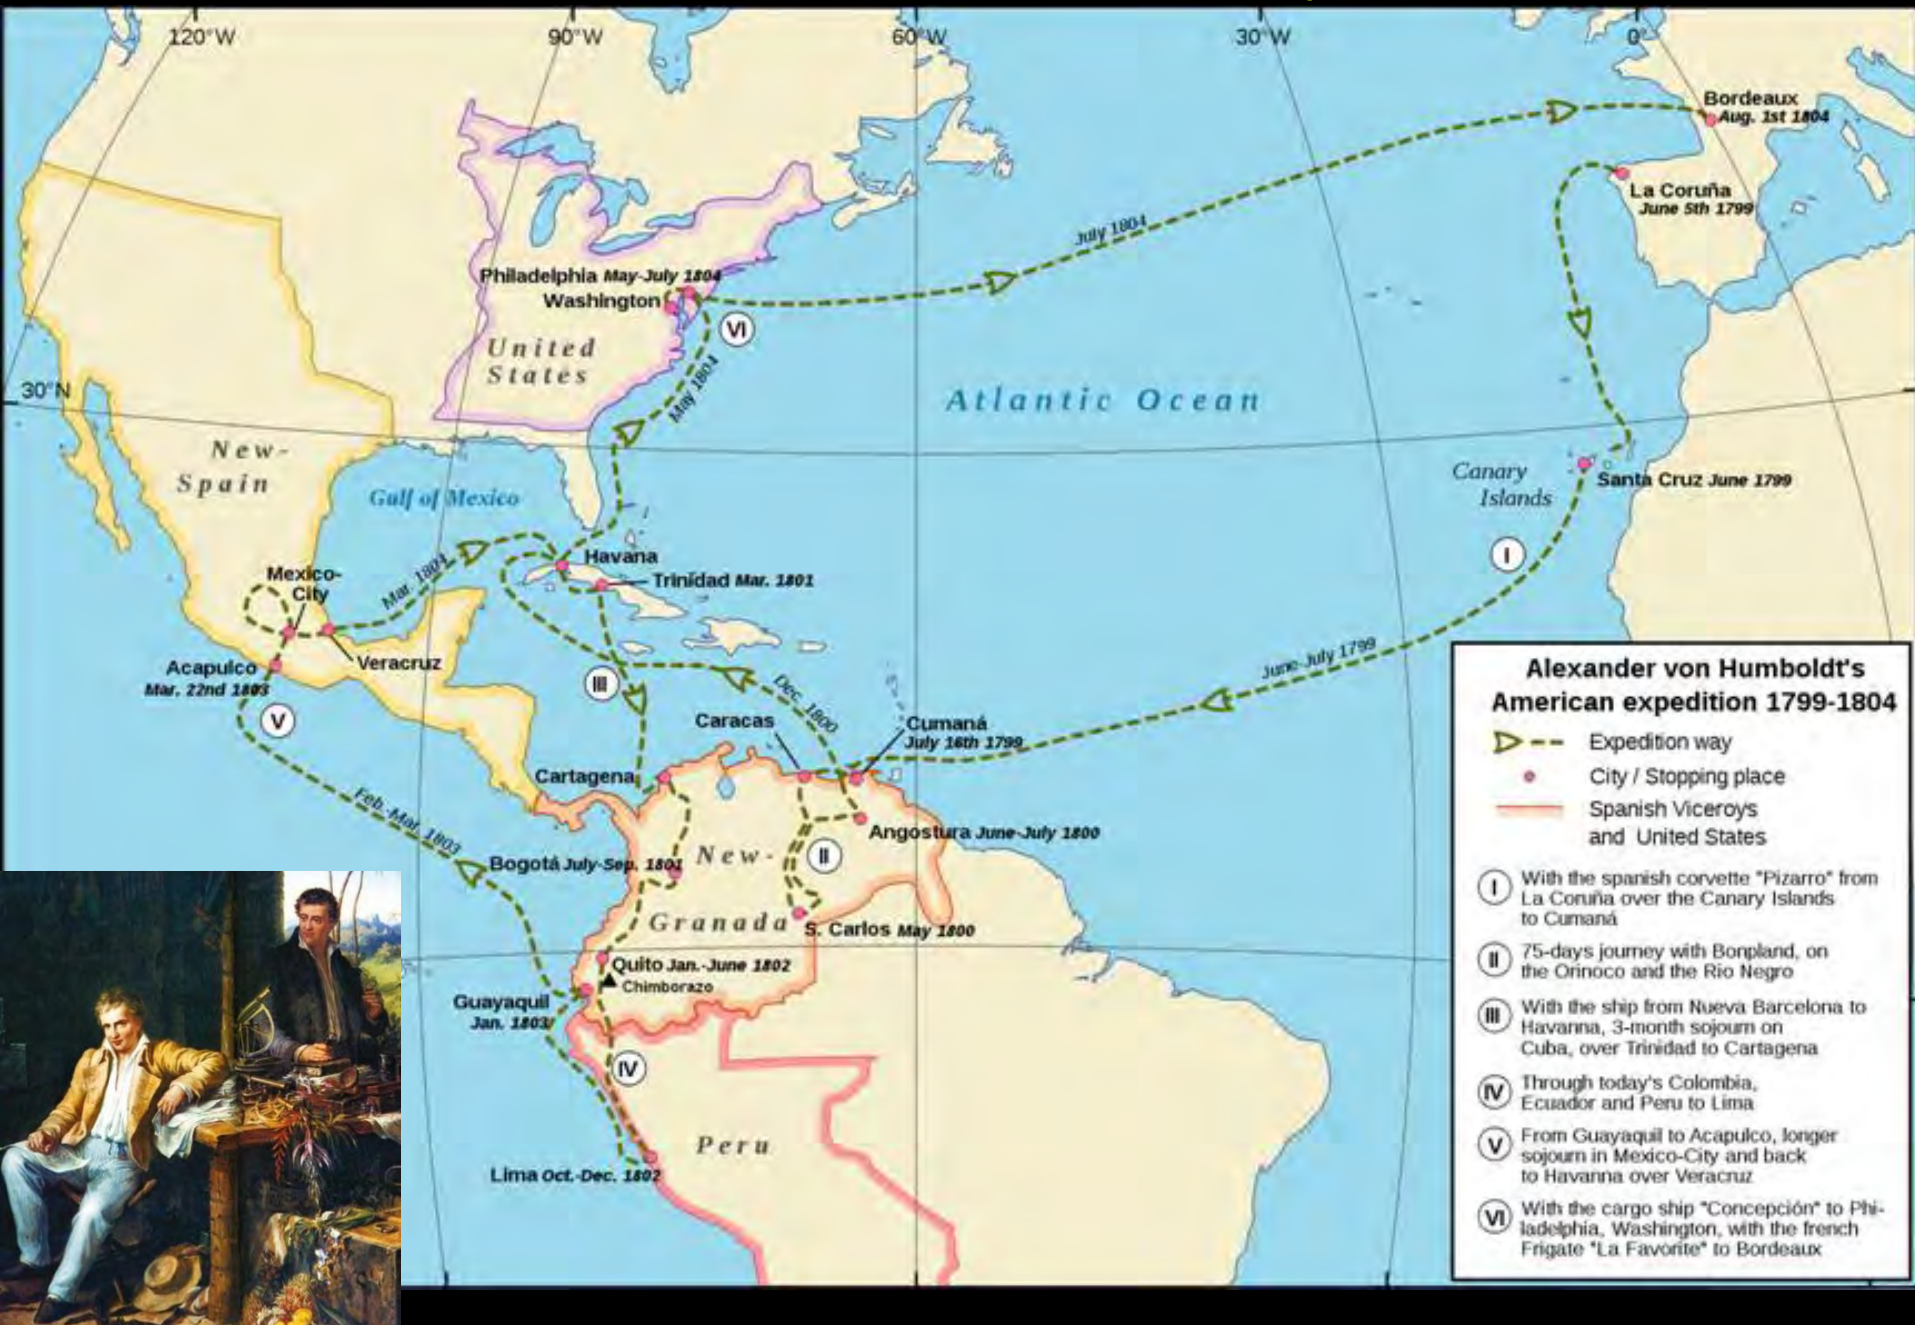 120°W
90°W
60°W
30°W
0°
Bordeaux
Aug. 1st 1804
La Coruña
June 5th 1799
July 1804
Philadelphia May-July 1804
Washington
VI
United
States
May 1804
30°N
Atlantic Ocean
New-
Spain
Gulf of Mexico
Canary
Islands
Santa Cruz June 1799
I
Havana
Mar. 1804
Trinidad Mar. 1801
Mexico-
City
Veracruz
Acapulco
Mar. 22nd 1803
June-July 1799
III
V
Dec. 1800
Caracas
Cumaná
July 16th 1799
Cartagena
Feb.-Mar. 1803
Angostura June-July 1800
Bogotá July-Sep. 1801
New-
II
Granada
S. Carlos May 1800
Quito Jan.-June 1802
Chimborazo
Guayaquil
Jan. 1803
IV
Peru
Lima Oct.-Dec. 1802
Alexander von Humboldt's
American expedition 1799-1804
Expedition way
City / Stopping place
Spanish Viceroys
and United States
I With the spanish corvette "Pizarro" from
La Coruña over the Canary Islands
to Cumaná
II 75-days journey with Bonpland, on
the Orinoco and the Rio Negro
III With the ship from Nueva Barcelona to
Havanna, 3-month sojourn on
Cuba, over Trinidad to Cartagena
IV Through today's Colombia,
Ecuador and Peru to Lima
V From Guayaquil to Acapulco, longer
sojourn in Mexico-City and back
to Havanna over Veracruz
VI With the cargo ship "Concepción" to Phi-
ladelphia, Washington, with the french
Frigate "La Favorite" to Bordeaux